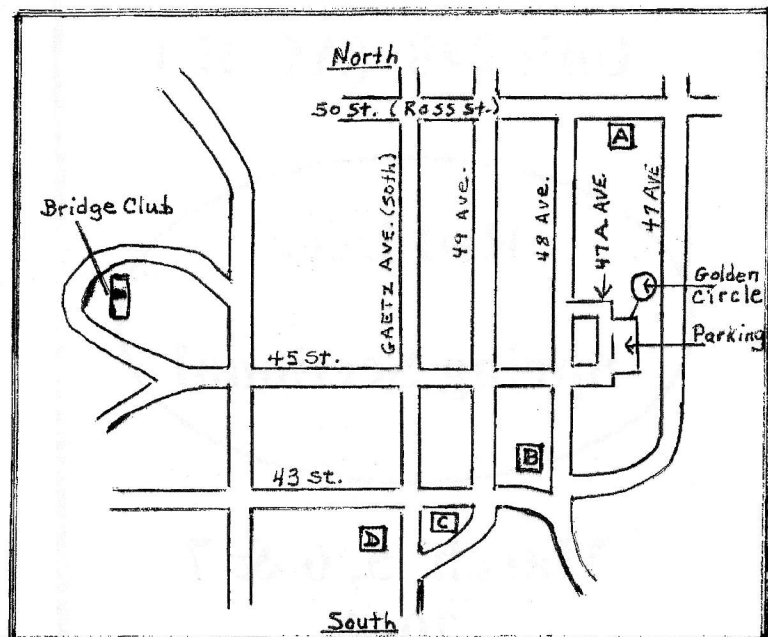 North
50 St. (Ross St.)
A
Bridge Club
GAETZ AVE. (50th)
49 Ave.
48 Ave.
47A AVE.
47 AVE
Golden
Circle
Parking
45 St.
B
43 St.
C
D
South